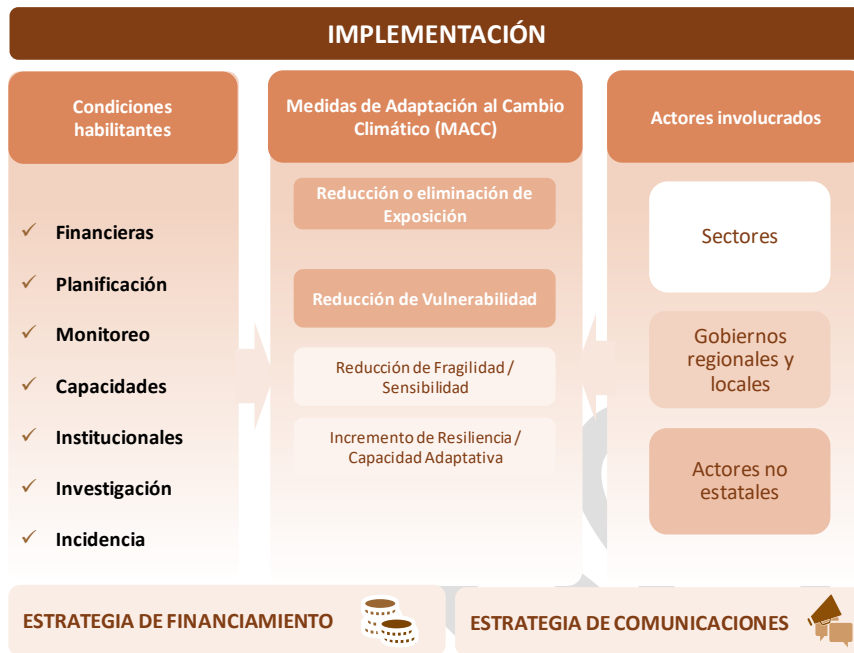 IMPLEMENTACIÓN
Condiciones
habilitantes
Financieras
Planificación
Monitoreo
Capacidades
Institucionales
Investigación
Incidencia
Medidas de Adaptación al Cambio
Climático (MACC)
Reducción o eliminación de
Exposición
Reducción de Vulnerabilidad
Reducción de Fragilidad /
Sensibilidad
Incremento de Resiliencia /
Capacidad Adaptativa
Actores involucrados
Sectores
Gobiernos
regionales y
locales
Actores no
estatales
ESTRATEGIA DE FINANCIAMIENTO
ESTRATEGIA DE COMUNICACIONES